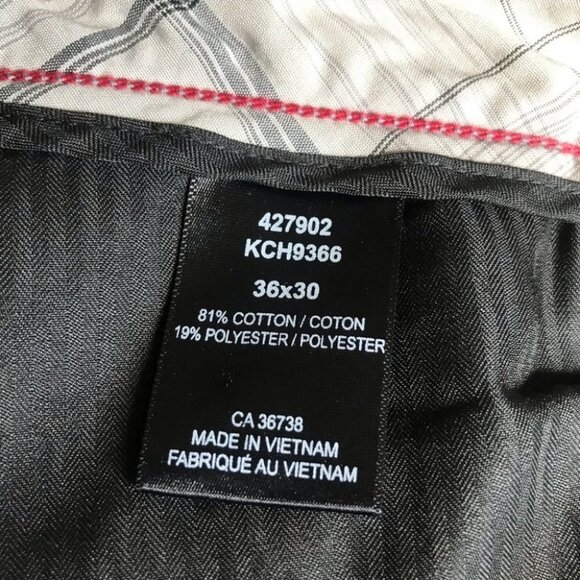 427902
KCH9366
36x30
81% COTTON / COTON
19% POLYESTER / POLYESTER
CA 36738
MADE IN VIETNAM
FABRIQUÉ AU VIETNAM